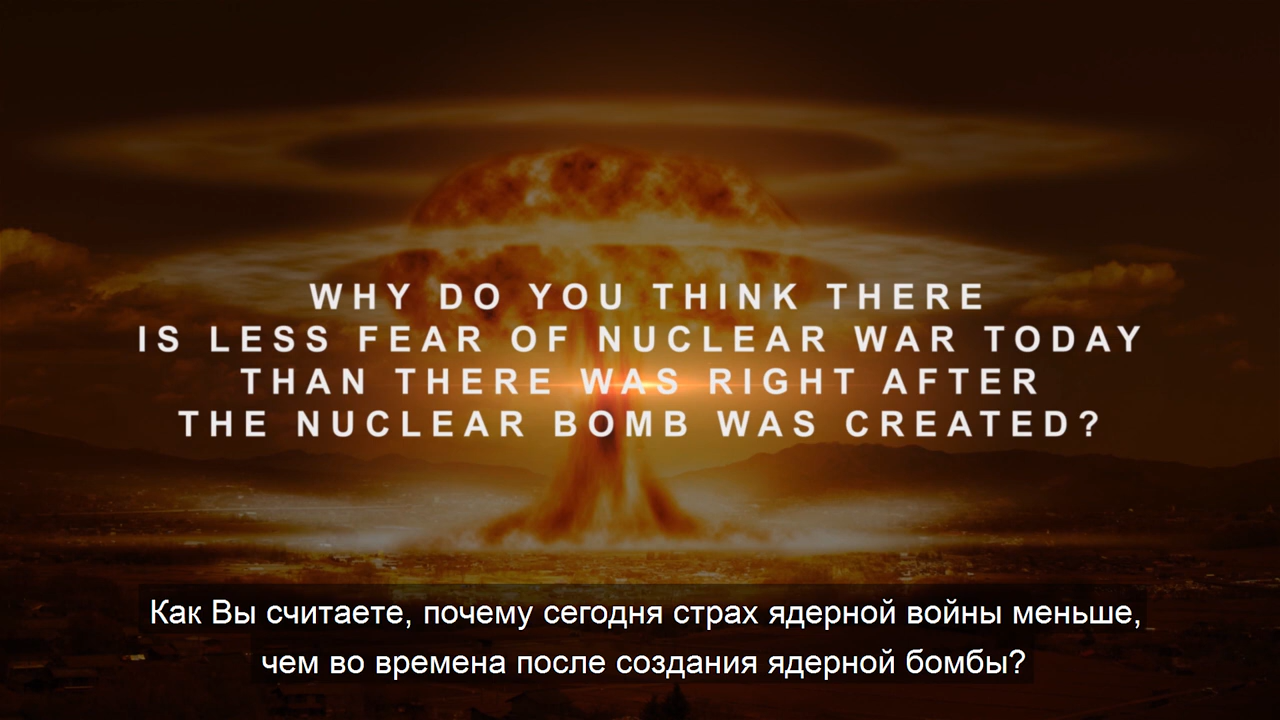 WHY DO YOU THINK THERE
IS LESS FEAR OF NUCLEAR WAR TODAY
THAN THERE WAS RIGHT AFTER
THE NUCLEAR BOMB WAS CREATED?
Как Вы считаете, почему сегодня страх ядерной войны меньше,
чем во времена после создания ядерной бомбы?